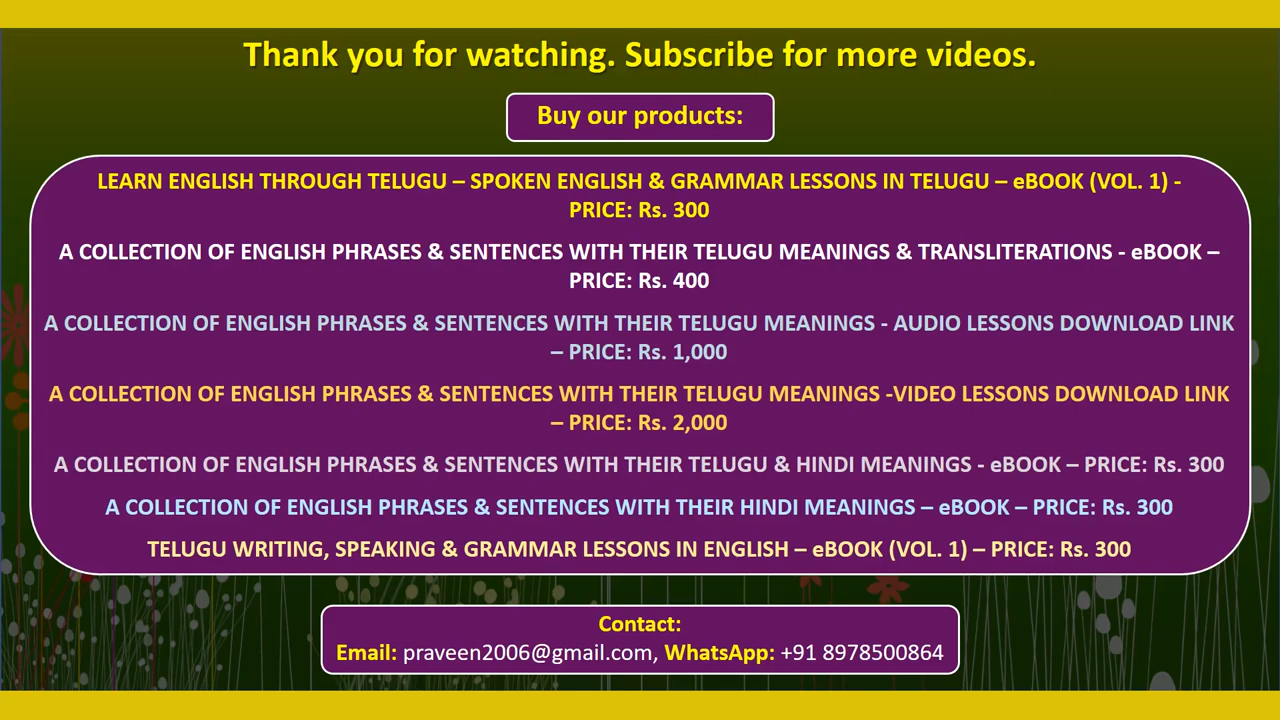 Thank you for watching. Subscribe for more videos.
Buy our products:
LEARN ENGLISH THROUGH TELUGU – SPOKEN ENGLISH & GRAMMAR LESSONS IN TELUGU – eBOOK (VOL. 1) -
PRICE: Rs. 300
A COLLECTION OF ENGLISH PHRASES & SENTENCES WITH THEIR TELUGU MEANINGS & TRANSLITERATIONS - eBOOK –
PRICE: Rs. 400
A COLLECTION OF ENGLISH PHRASES & SENTENCES WITH THEIR TELUGU MEANINGS - AUDIO LESSONS DOWNLOAD LINK
– PRICE: Rs. 1,000
A COLLECTION OF ENGLISH PHRASES & SENTENCES WITH THEIR TELUGU MEANINGS -VIDEO LESSONS DOWNLOAD LINK
– PRICE: Rs. 2,000
A COLLECTION OF ENGLISH PHRASES & SENTENCES WITH THEIR TELUGU & HINDI MEANINGS - eBOOK – PRICE: Rs. 300
A COLLECTION OF ENGLISH PHRASES & SENTENCES WITH THEIR HINDI MEANINGS – eBOOK – PRICE: Rs. 300
TELUGU WRITING, SPEAKING & GRAMMAR LESSONS IN ENGLISH – eBOOK (VOL. 1) – PRICE: Rs. 300
Contact:
Email: praveen2006@gmail.com, WhatsApp: +91 8978500864